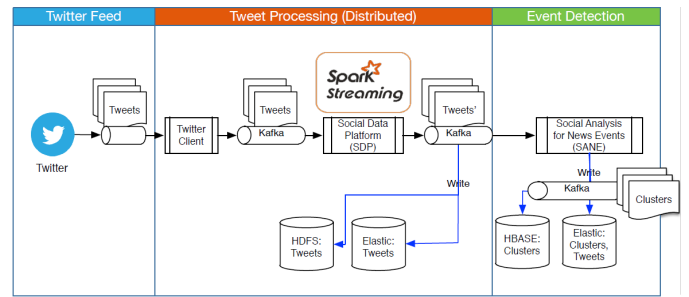 Twitter Feed
Tweet Processing (Distributed)
Event Detection
Spark
Streaming
Tweets
Tweets
Tweets'
Twitter
Client
Kafka
Social Data
Platform
(SDP)
Kafka
Social Analysis
for News Events
(SANE)
Twitter
Write
Write
Kafka
Clusters
HDFS:
Tweets
Elastic:
Tweets
HBASE:
Clusters
Elastic:
Clusters,
Tweets